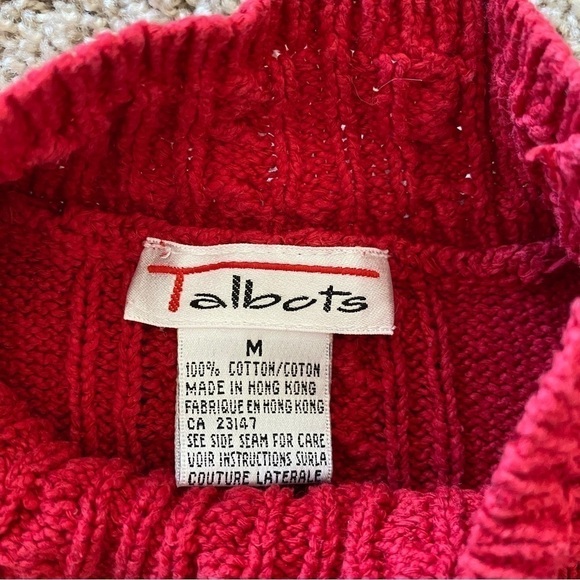 Talbots
M
100% COTTON/COTON
MADE IN HONG KONG
FABRIQUE EN HONG KONG
CA 23147
SEE SIDE SEAM FOR CARE
VOIR INSTRUCTIONS SURLA
COUTURE LATERALE